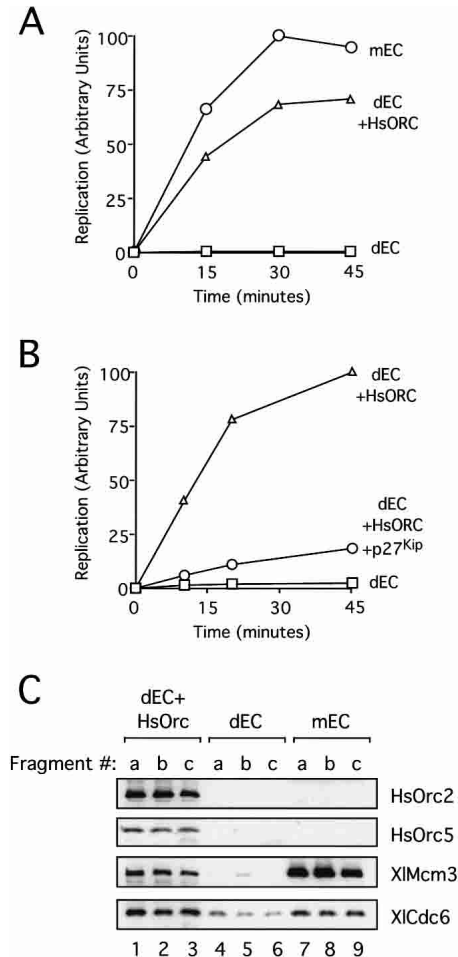 A
Replication (Arbitrary Units)
100
75
50
25
0
0 15 30 45
Time (minutes)
mEC
dEC
+HsORC
dEC
B
Replication (Arbitrary Units)
100
75
50
25
0
0 15 30 45
Time (minutes)
dEC
+HsORC
dEC
+HsORC
+p27Kip
dEC
C
dEC+
HsOrc
dEC
mEC
Fragment #: a b c a b c a b c
HsOrc2
HsOrc5
XlMcm3
XlCdc6
1 2 3 4 5 6 7 8 9